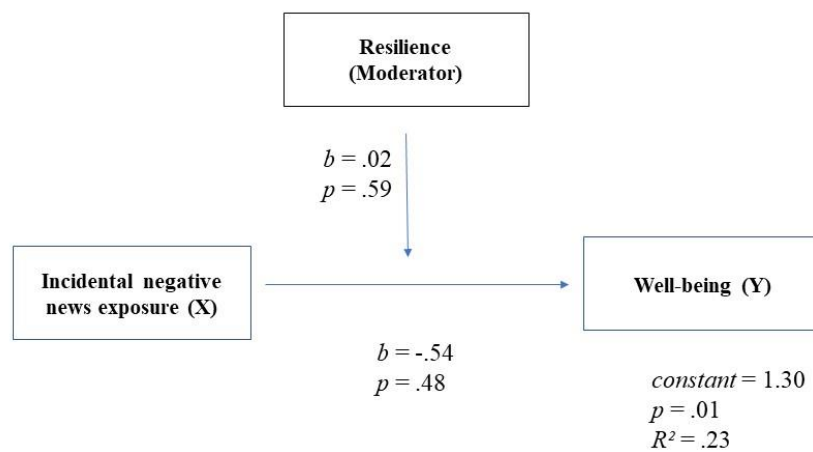 Resilience
(Moderator)
b = .02
p = .59
Incidental negative
news exposure (X)
Well-being (Y)
b = -.54
p = .48
constant = 1.30
p = .01
R² = .23